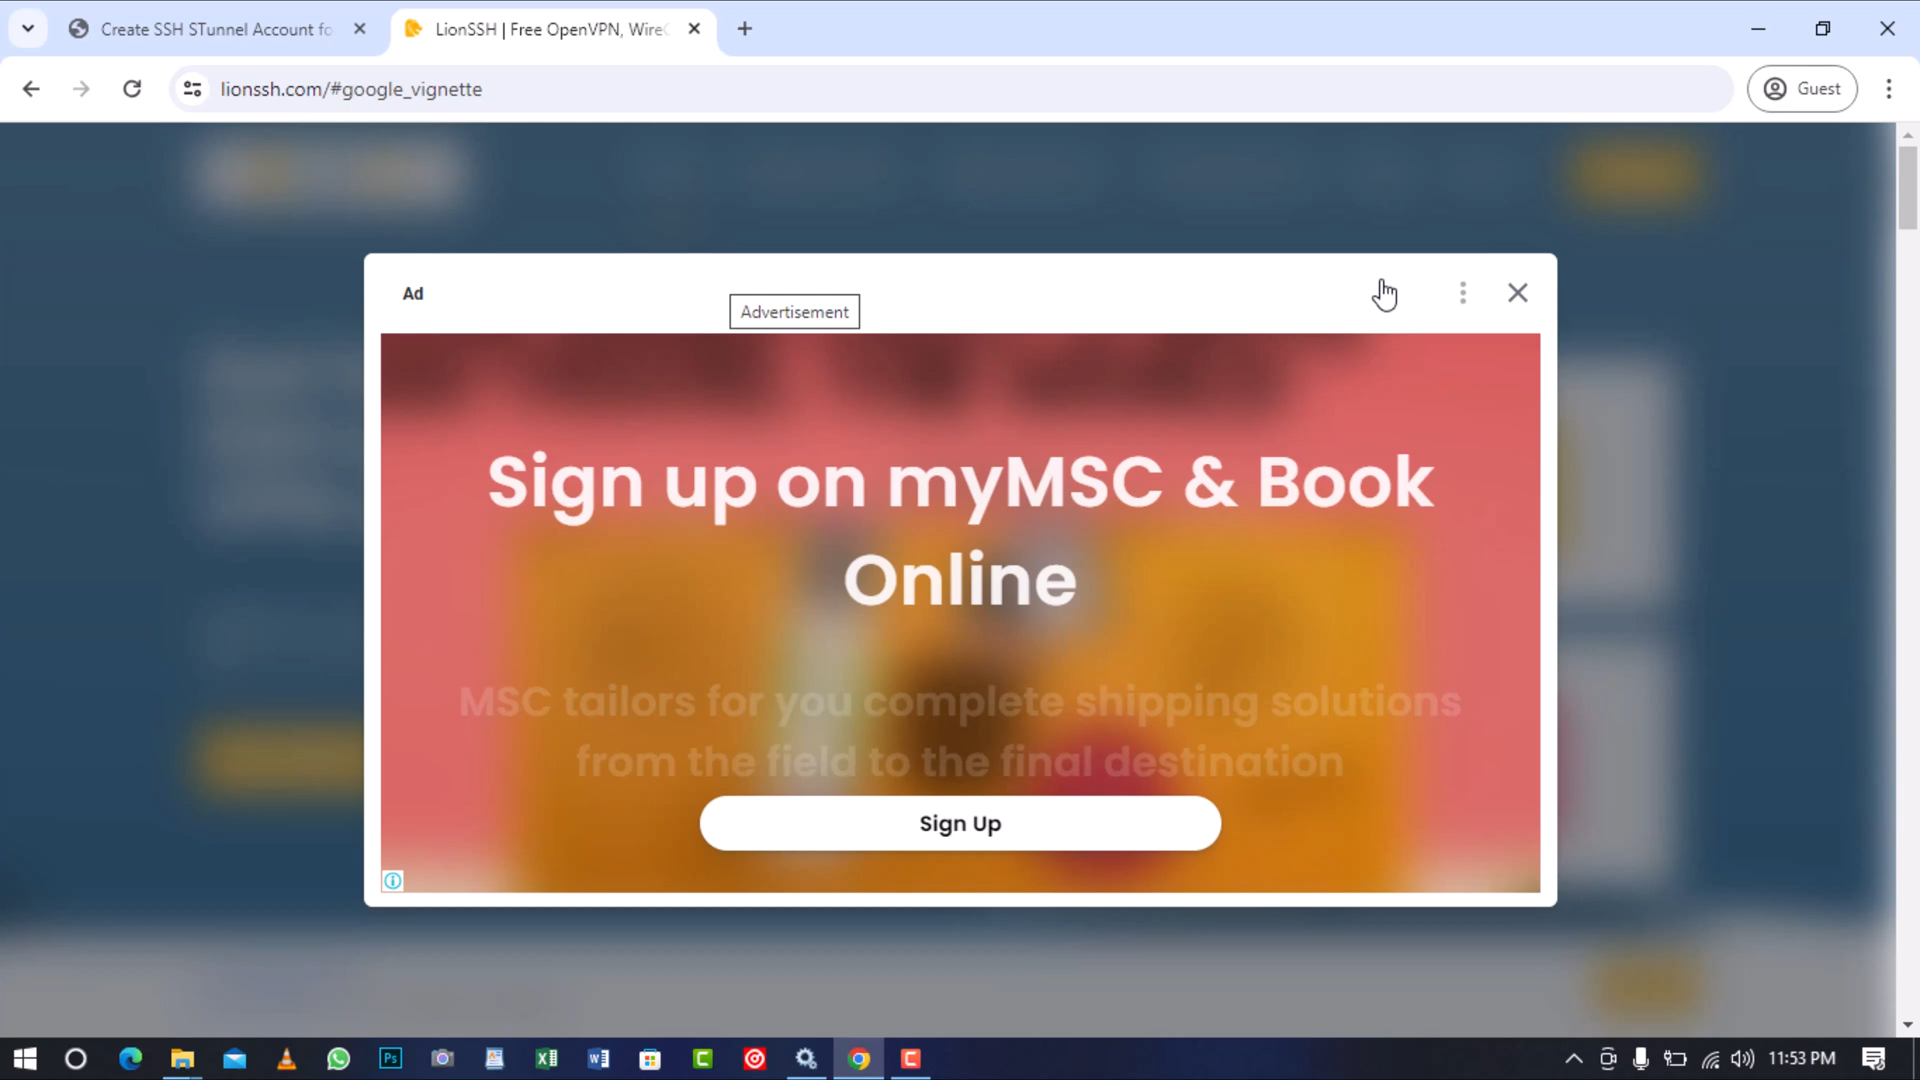 Create SSH STunnel Account fo
LionSSH | Free OpenVPN, Wire
lionssh.com/#google_vignette
Guest
Ad
Advertisement
Sign up on myMSC & Book
Online
MSC tailors for you complete shipping solutions
from the field to the final destination
Sign Up
11:53 PM